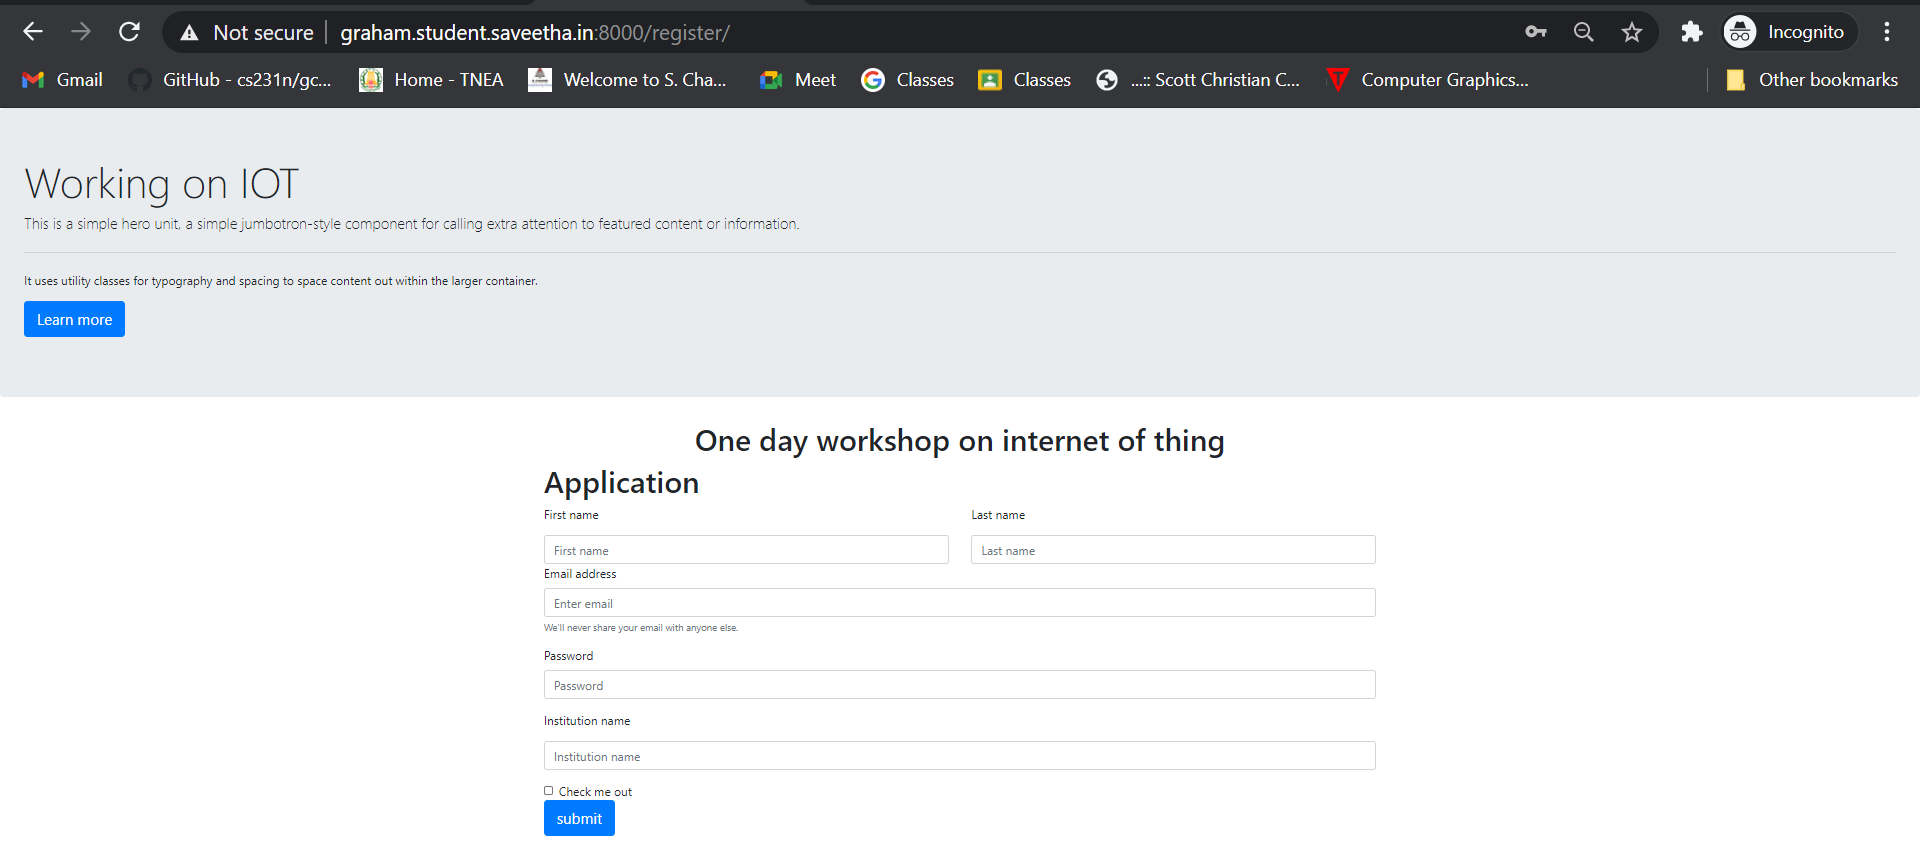 Not secure graham.student.saveetha.in:8000/register/ Incognito
Gmail GitHub - cs231n/gc... Home - TNEA Welcome to S. Cha... Meet Classes Classes ...:: Scott Christian C... Computer Graphics... Other bookmarks
Working on IOT
This is a simple hero unit, a simple jumbotron-style component for calling extra attention to featured content or information.
It uses utility classes for typography and spacing to space content out within the larger container.
Learn more
One day workshop on internet of thing
Application
First name Last name
First name Last name
Email address
Enter email
We'll never share your email with anyone else.
Password
Password
Institution name
Institution name
Check me out
submit